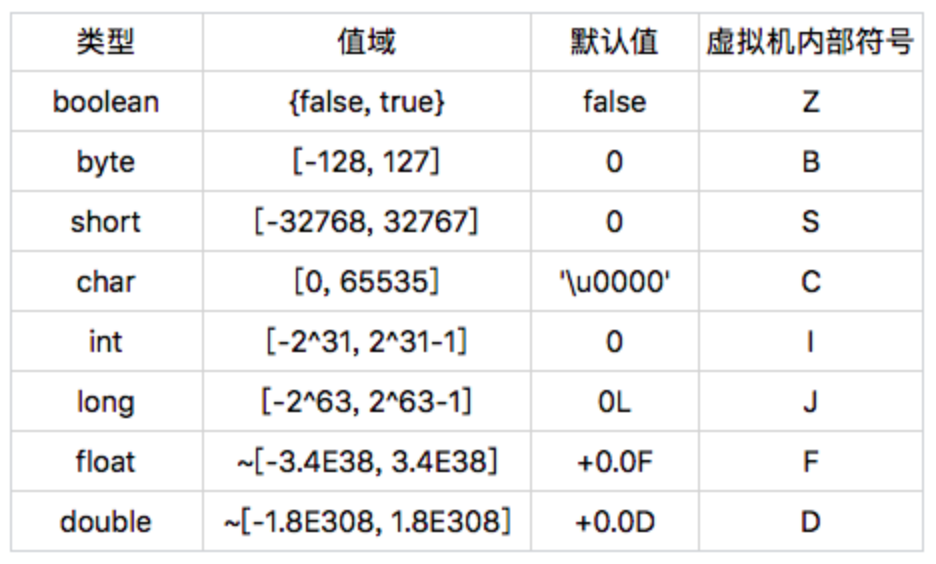 类型 值域 默认值 虚拟机内部符号
boolean {false, true} false Z
byte [-128, 127] 0 B
short [-32768, 32767] 0 S
char [0, 65535] '\u0000' C
int [-2^31, 2^31-1] 0 I
long [-2^63, 2^63-1] 0L J
float ~[-3.4E38, 3.4E38] +0.0F F
double ~[-1.8E308, 1.8E308] +0.0D D